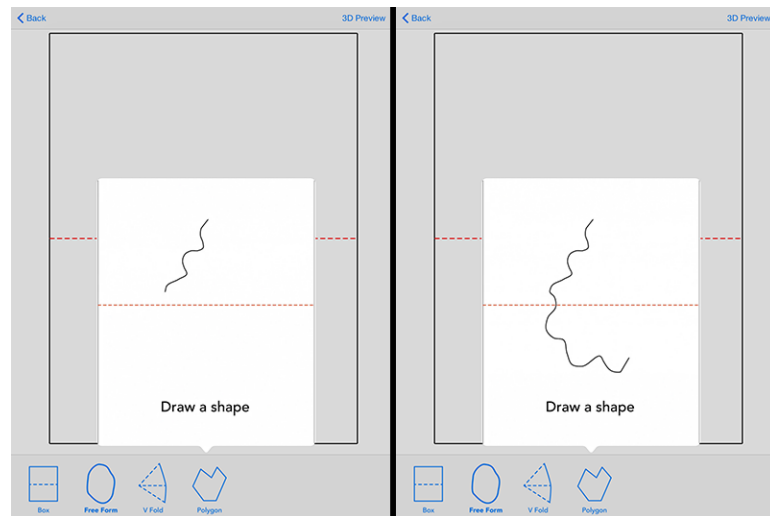 Back 3D Preview
Draw a shape
Box Free Form V Fold Polygon
Back 3D Preview
Draw a shape
Box Free Form V Fold Polygon